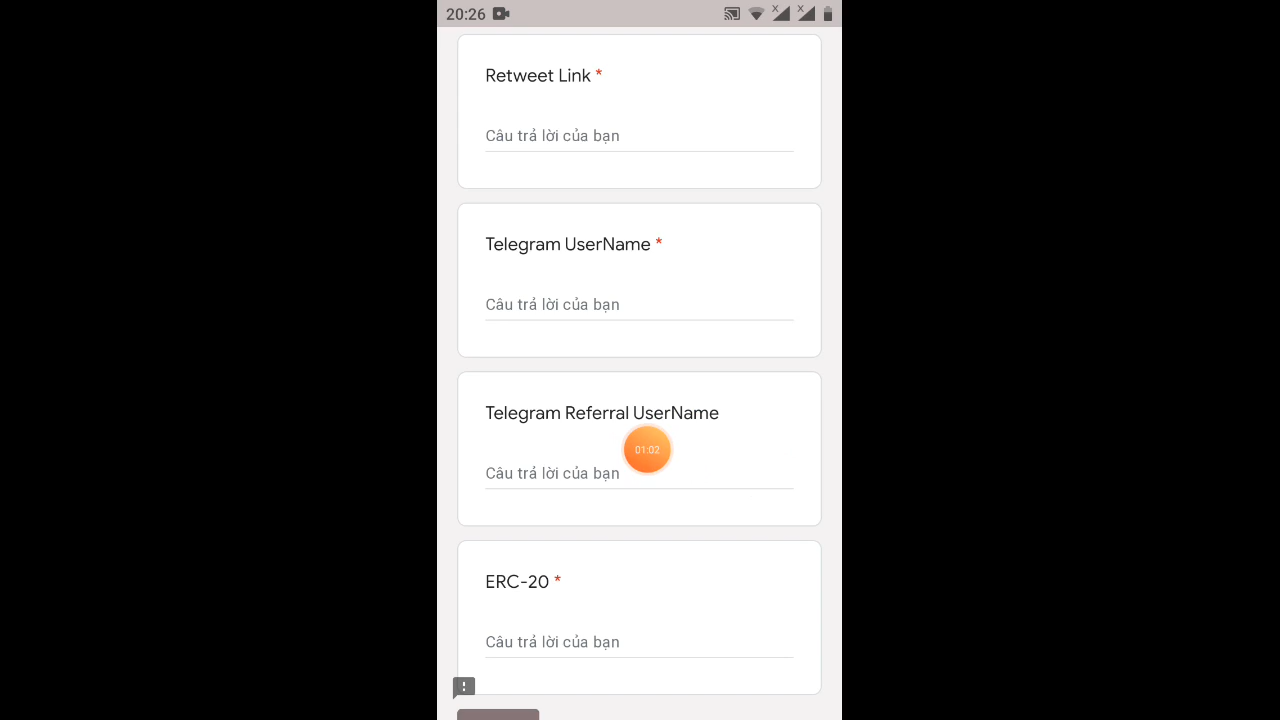 20:26
Retweet Link *
Câu trả lời của bạn
Telegram UserName *
Câu trả lời của bạn
Telegram Referral UserName
01:02
Câu trả lời của bạn
ERC-20 *
Câu trả lời của bạn